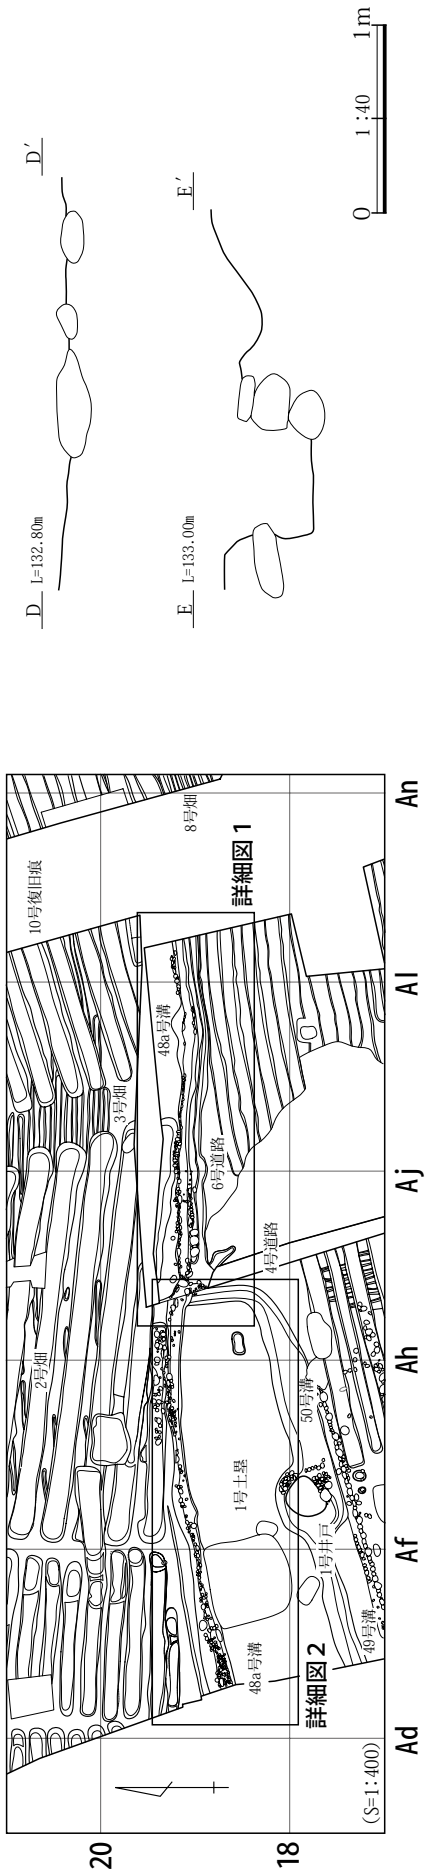 D L=132.80m
D′
E L=133.00m
E′
0 1:40 1m
10号復旧痕
8号畑
3号畑
2号畑
48a号溝
詳細図1
6号道路
4号道路
1号土塁
50号溝
1号井戸
48a号溝
49号溝
詳細図2
(S=1:400)
20
18
Ad
Af
Ah
Aj
Al
An